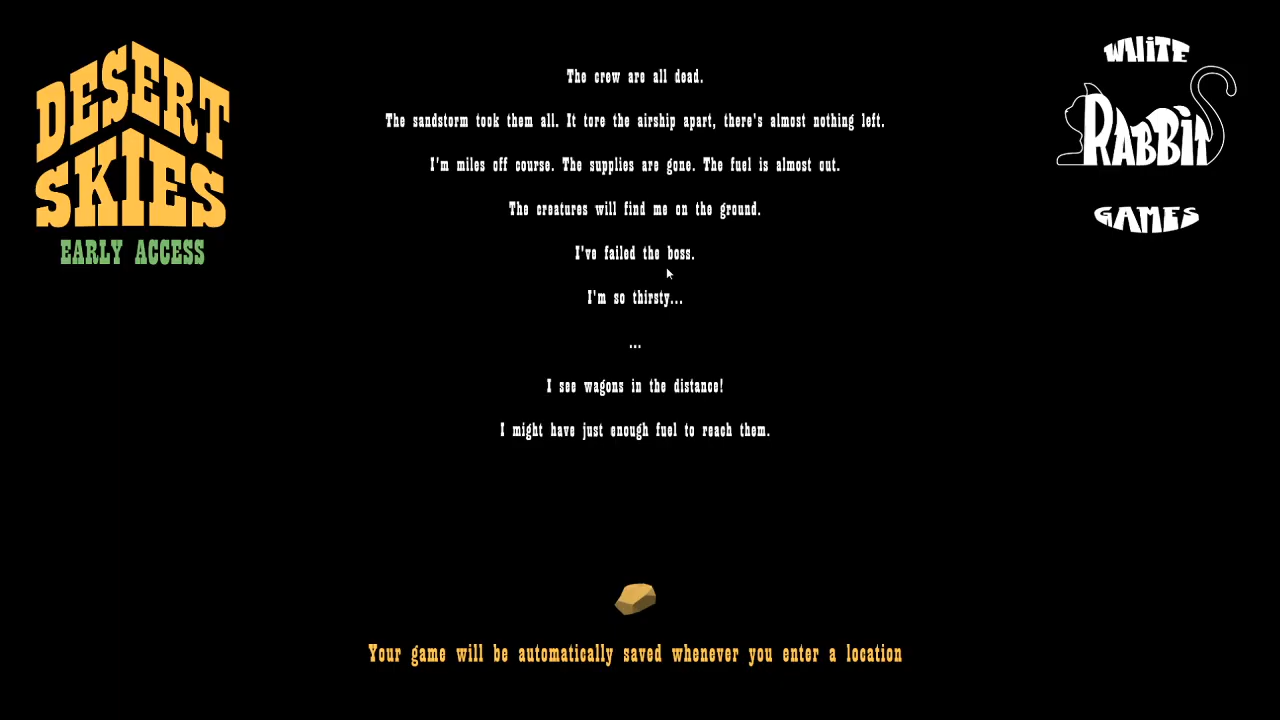 DESERT
SKIES
EARLY ACCESS
The crew are all dead.
The sandstorm took them all. It tore the airship apart, there's almost nothing left.
I'm miles off course. The supplies are gone. The fuel is almost out.
The creatures will find me on the ground.
I've failed the boss.
I'm so thirsty...
...
I see wagons in the distance!
I might have just enough fuel to reach them.
WHITE
RABBIT
GAMES
Your game will be automatically saved whenever you enter a location